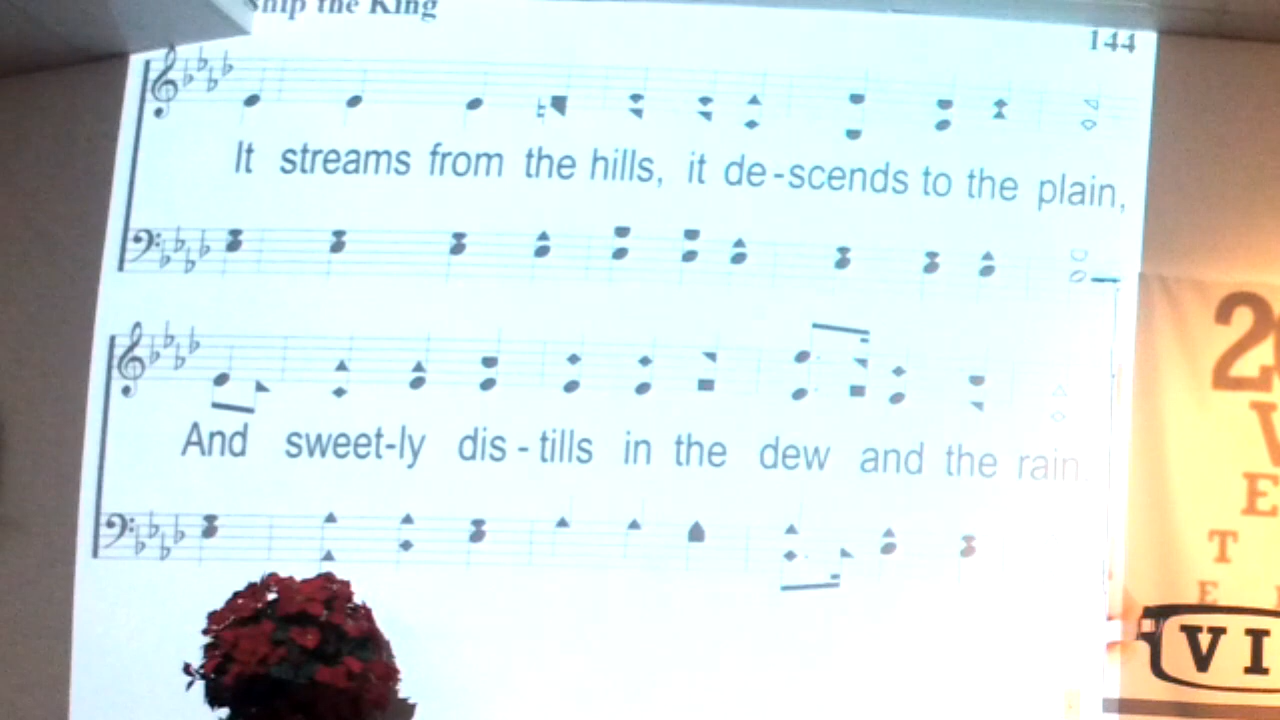 the King
144
It streams from the hills, it de-scends to the plain,
And sweet-ly dis-tills in the dew and the rain
E
T
E
VI